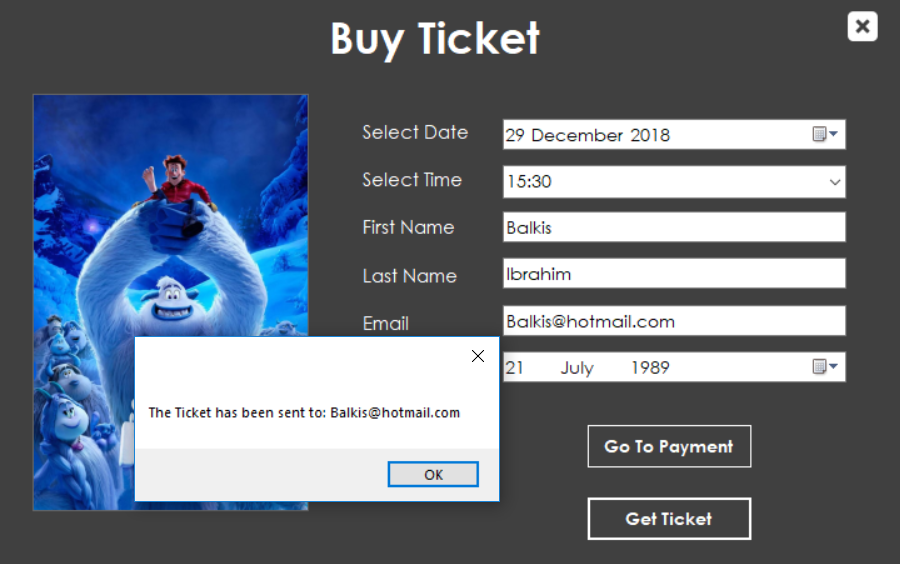 Buy Ticket
Select Date 29 December 2018
Select Time 15:30
First Name Balkis
Last Name Ibrahim
Email Balkis@hotmail.com
21 July 1989
The Ticket has been sent to: Balkis@hotmail.com
OK
Go To Payment
Get Ticket